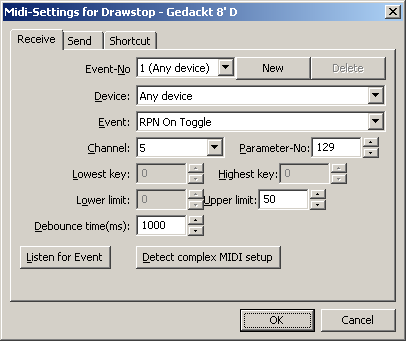 Midi-Settings for Drawstop - Gedackt 8' D
Receive Send Shortcut
Event-No 1 (Any device) New Delete
Device: Any device
Event: RPN On Toggle
Channel: 5 Parameter-No: 129
Lowest key: 0 Highest key: 0
Lower limit: 0 Upper limit: 50
Debounce time(ms): 1000
Listen for Event Detect complex MIDI setup
OK Cancel